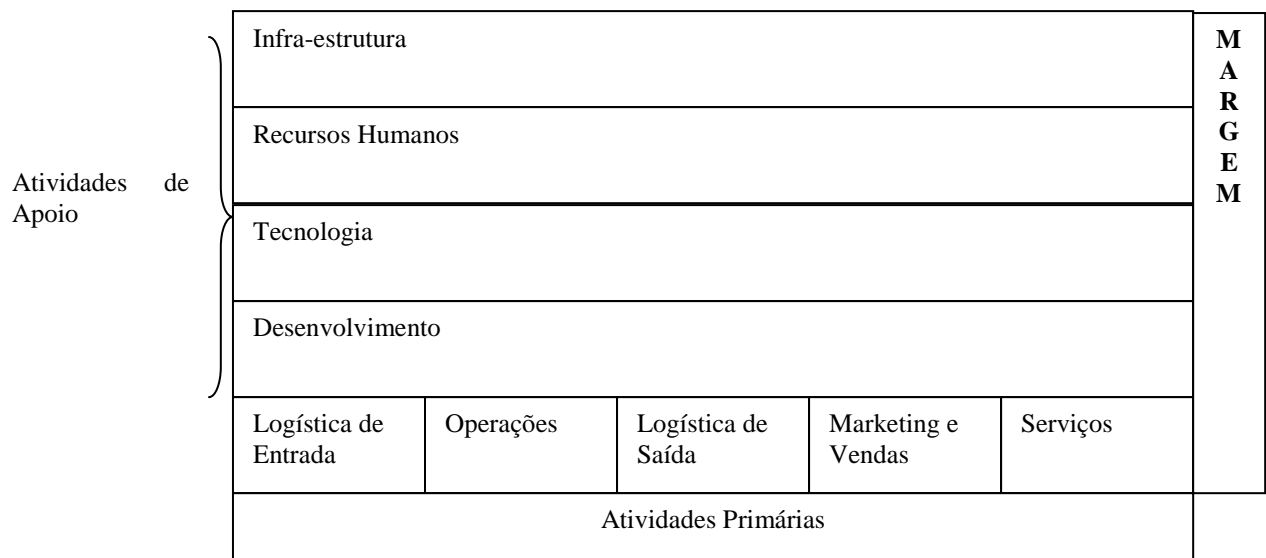 Infra-estrutura
Recursos Humanos
Atividades de
Apoio
Tecnologia
Desenvolvimento
Logística de
Entrada
Operações
Logística de
Saída
Marketing e
Vendas
Serviços
Atividades Primárias
M
A
R
G
E
M